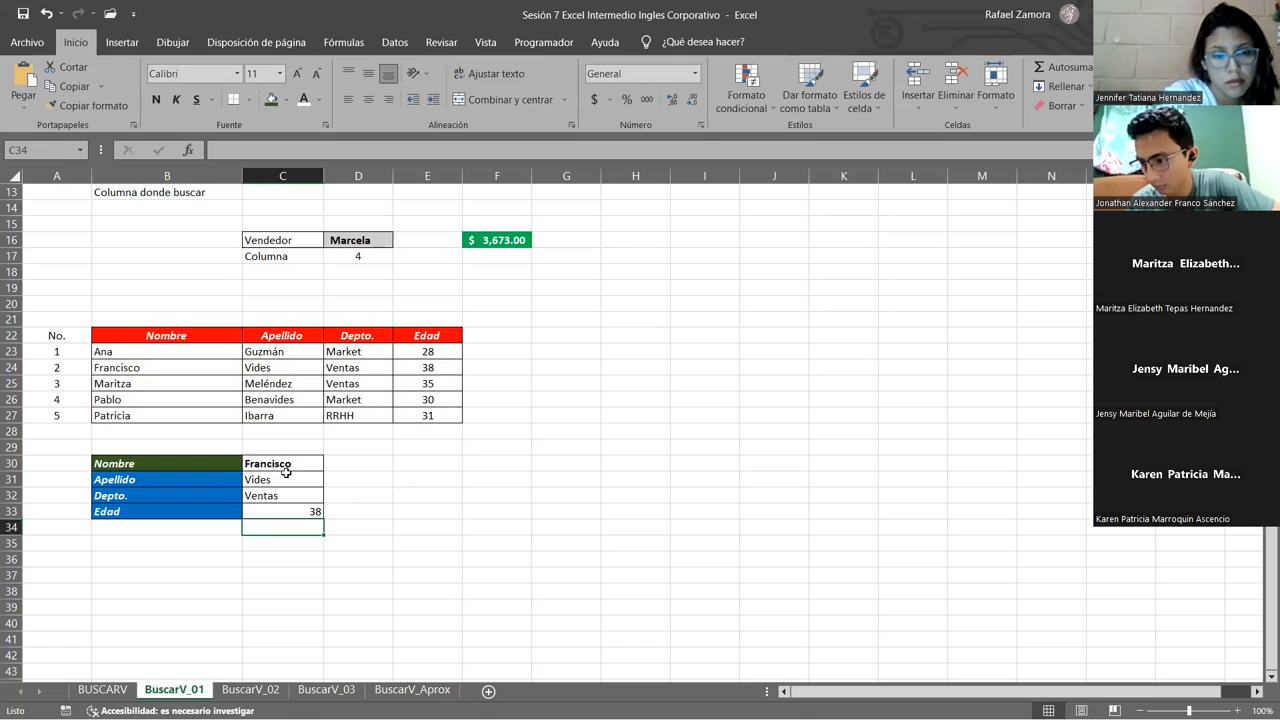 Sesión 7 Excel Intermedio Ingles Corporativo - Excel
Rafael Zamora
Archivo Inicio Insertar Dibujar Disposición de página Fórmulas Datos Revisar Vista Programador Ayuda ¿Qué desea hacer?
Pegar
Cortar
Copiar
Copiar formato
Calibri 11
N K S
Ajustar texto
Combinar y centrar
General
$ % 000
Formato condicional
Dar formato como tabla
Estilos de celda
Insertar Eliminar Formato
Autosuma
Rellenar
Borrar
Portapapeles Fuente Alineación Número Estilos Celdas
C34 fx
A B C D E F G H I J K L M N
13 Columna donde buscar
14
15
16 Vendedor Marcela $ 3,673.00
17 Columna 4
18
19
20
21
22 No. Nombre Apellido Depto. Edad
23 1 Ana Guzmán Market 28
24 2 Francisco Vides Ventas 38
25 3 Maritza Meléndez Ventas 35
26 4 Pablo Benavides Market 30
27 5 Patricia Ibarra RRHH 31
28
29
30 Nombre Francisco
31 Apellido Vides
32 Depto. Ventas
33 Edad 38
34
35
36
37
38
39
40
41
42
43
BUSCARV BuscarV_01 BuscarV_02 BuscarV_03 BuscarV_Aprox
Listo Accesibilidad: es necesario investigar 100%
Jennifer Tatiana Hernández
Jonathan Alexander Franco Sánchez
Maritza Elizabeth...
Maritza Elizabeth Tepas Hernandez
Jensy Maribel Ag...
Jensy Maribel Aguilar de Mejía
Karen Patricia Ma...
Karen Patricia Marroquin Ascencio